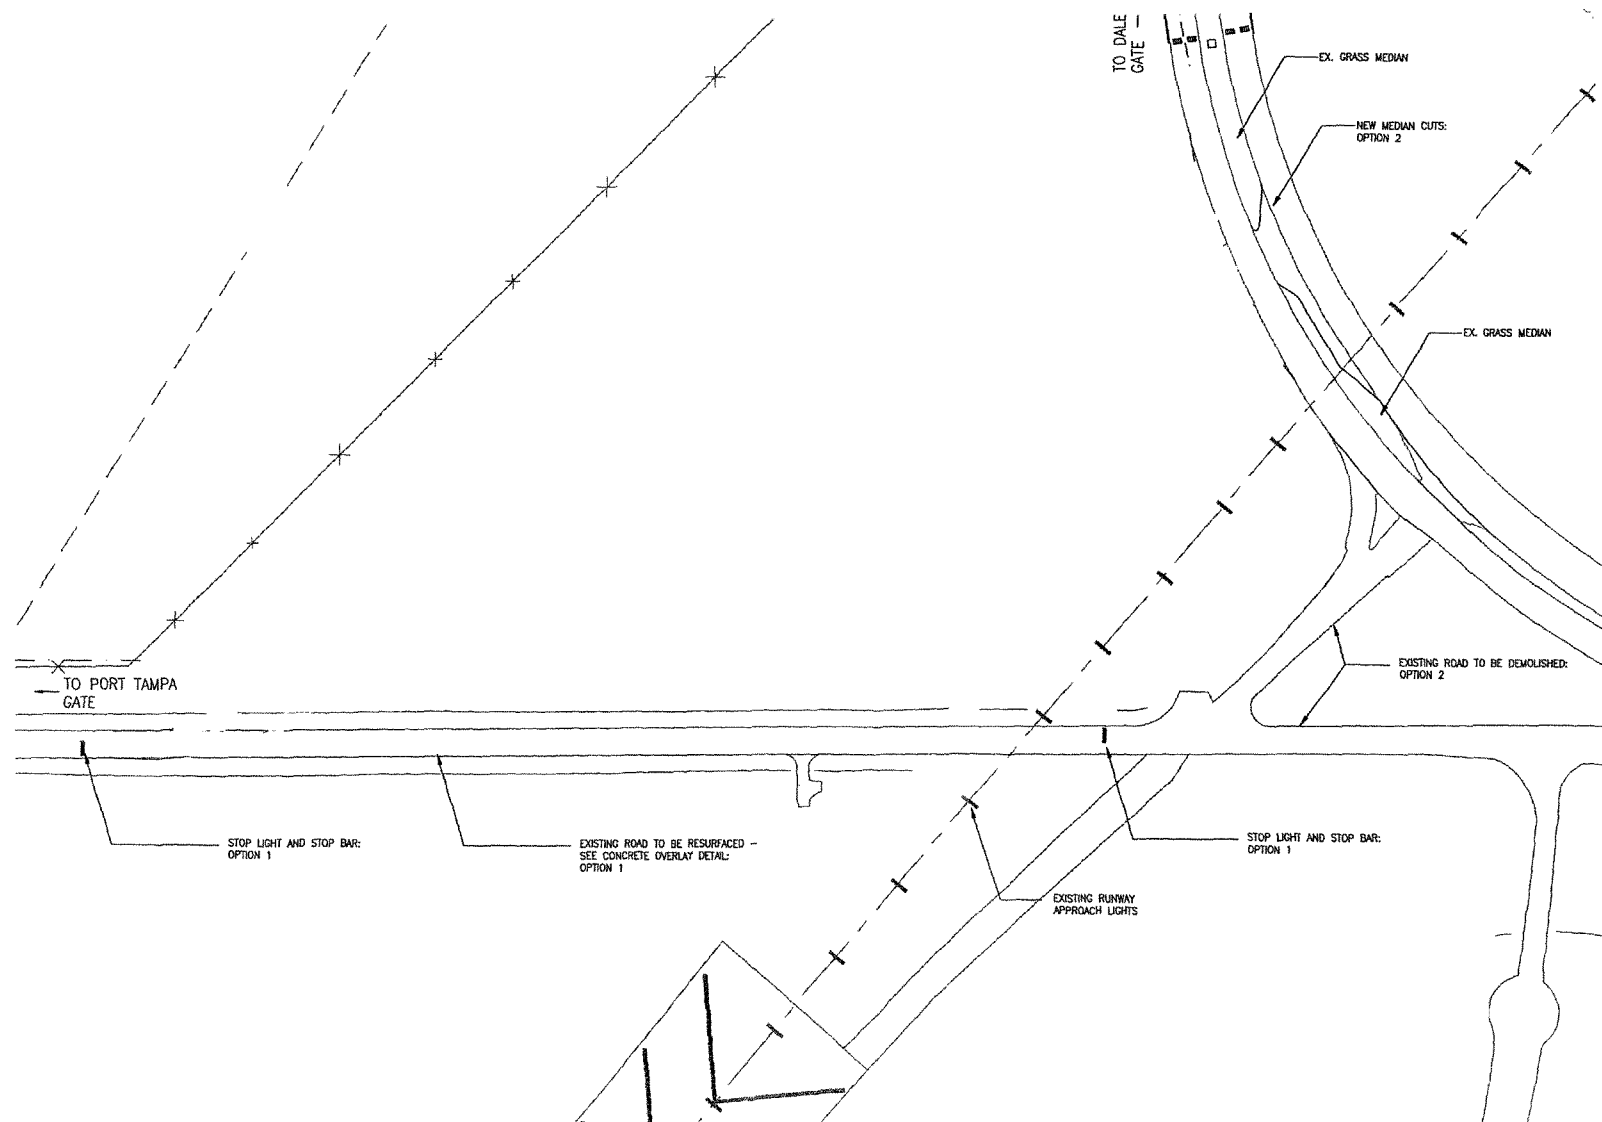 TO DALE
GATE —
EX. GRASS MEDIAN
NEW MEDIAN CUTS:
OPTION 2
EX. GRASS MEDIAN
EXISTING ROAD TO BE DEMOLISHED:
OPTION 2
TO PORT TAMPA
GATE
STOP LIGHT AND STOP BAR:
OPTION 1
EXISTING ROAD TO BE RESURFACED –
SEE CONCRETE OVERLAY DETAIL:
OPTION 1
STOP LIGHT AND STOP BAR:
OPTION 1
EXISTING RUNWAY
APPROACH LIGHTS